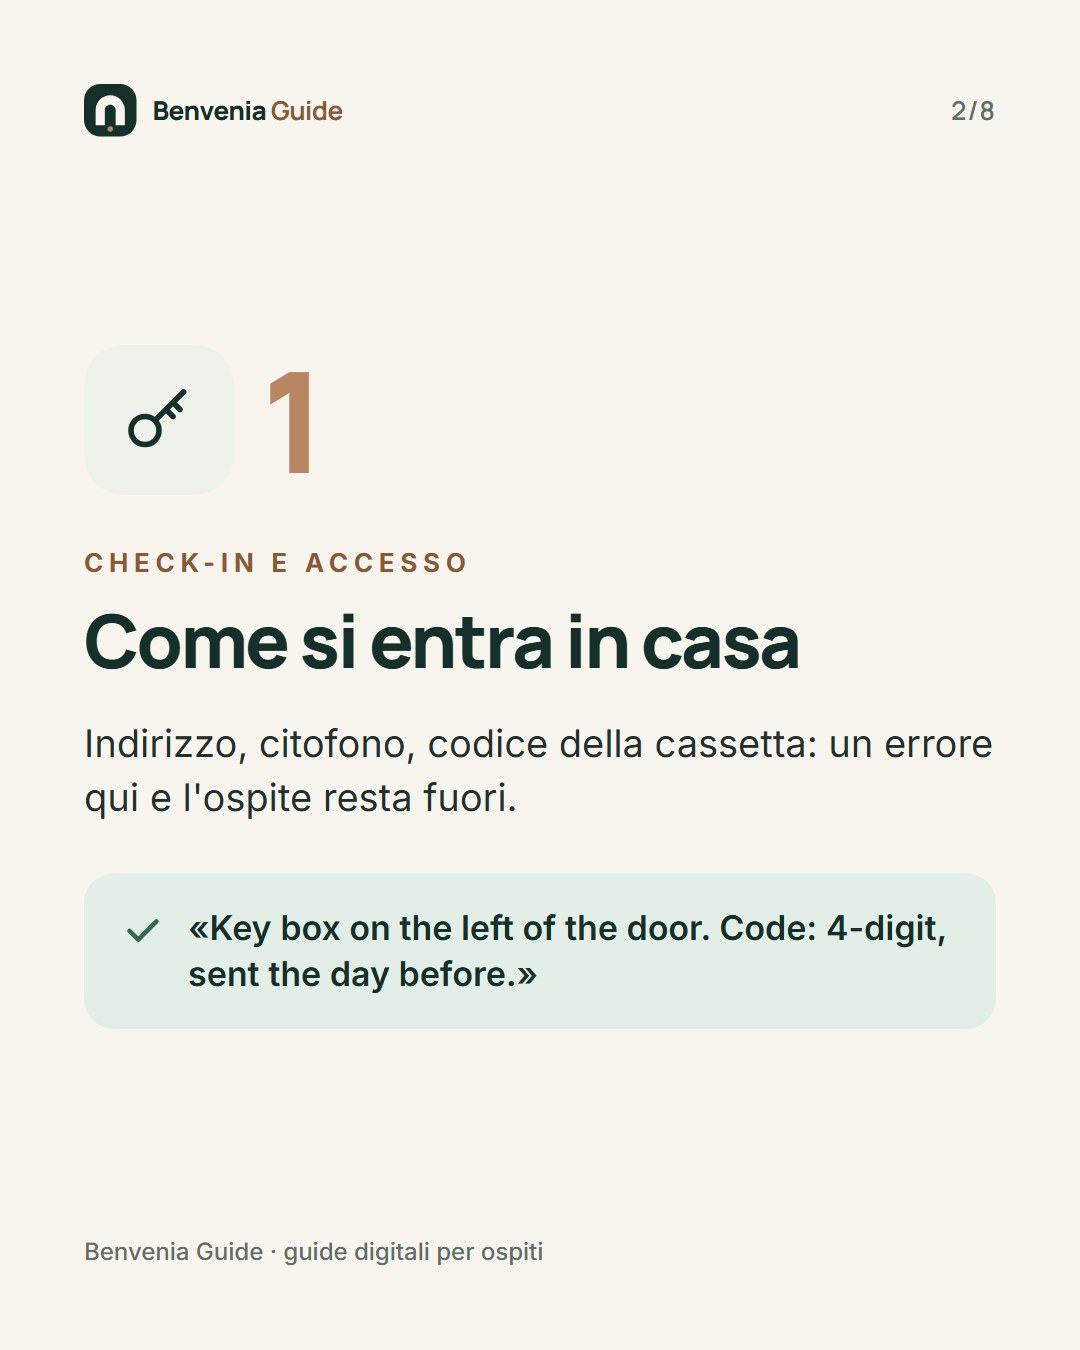 Benvenia Guide
2/8
1
CHECK-IN E ACCESSO
Come si entra in casa
Indirizzo, citofono, codice della cassetta: un errore
qui e l'ospite resta fuori.
«Key box on the left of the door. Code: 4-digit,
sent the day before.»
Benvenia Guide · guide digitali per ospiti